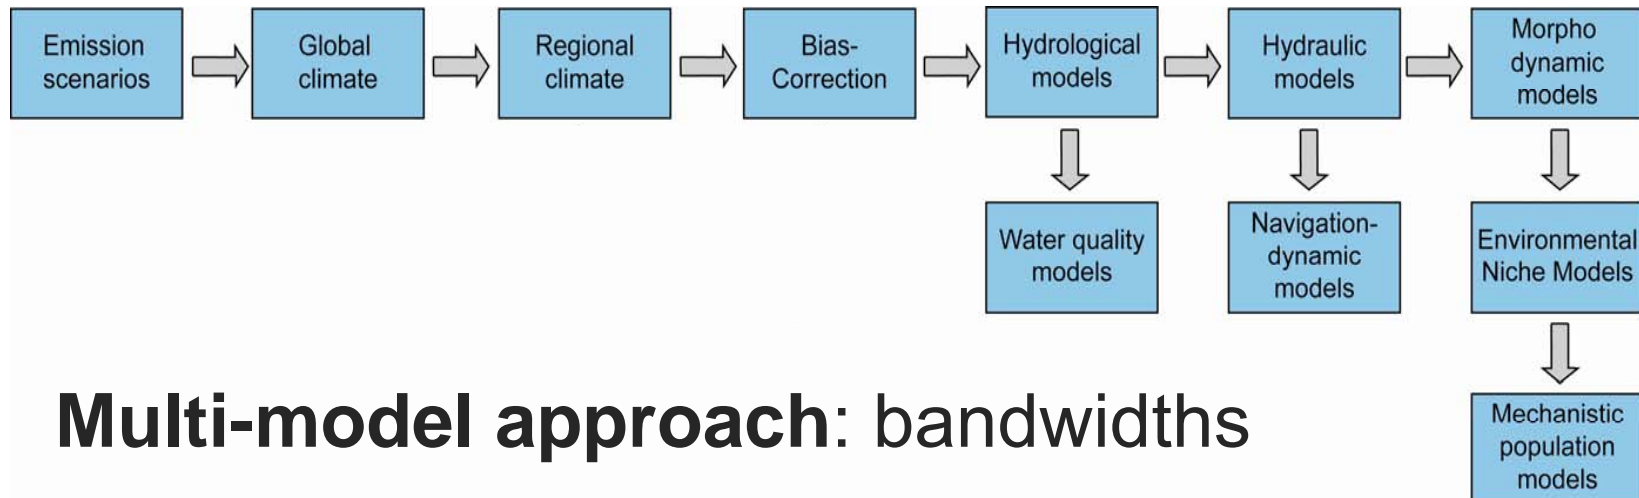 Emission
scenarios
Global
climate
Regional
climate
Bias-
Correction
Hydrological
models
Hydraulic
models
Morpho
dynamic
models
Water quality
models
Navigation-
dynamic
models
Environmental
Niche Models
Mechanistic
population
models
Multi-model approach: bandwidths